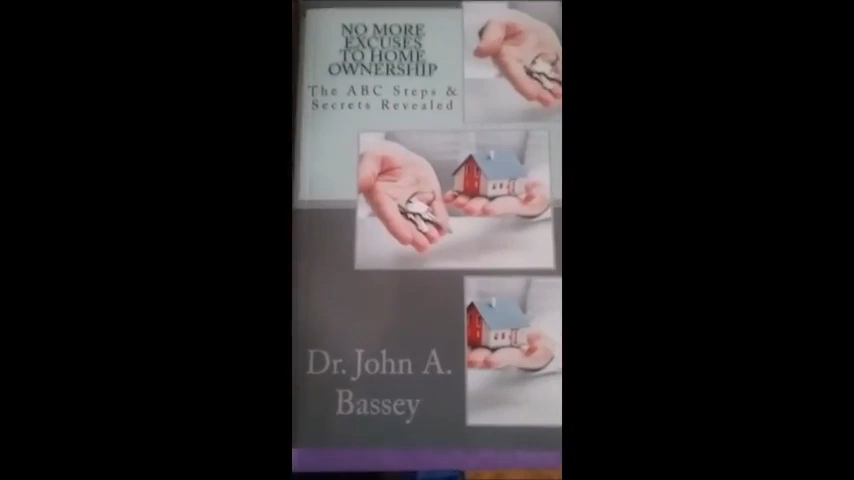 NO MORE
EXCUSES
TO HOME
OWNERSHIP
The ABC Steps &
Secrets Revealed
Dr. John A.
Bassey